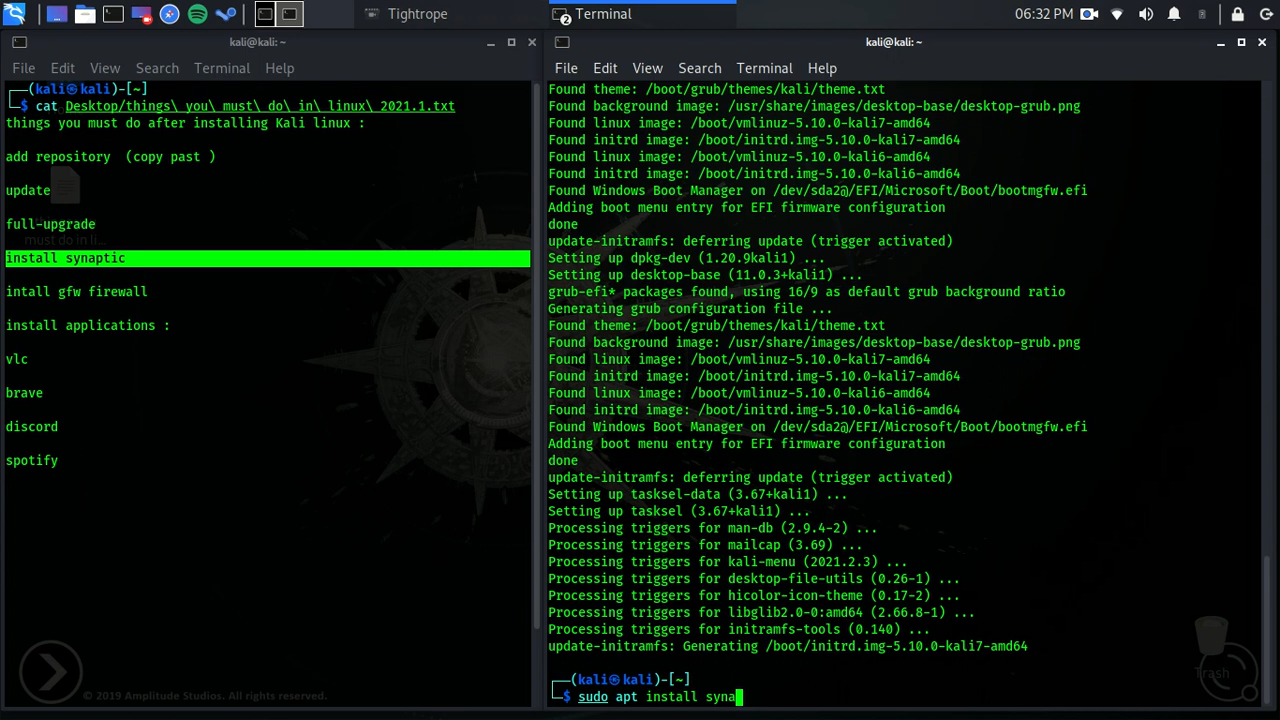 Tightrope
Terminal
2
06:32 PM
kali@kali: ~
File Edit View Search Terminal Help
┌──(kali㉿kali)-[~]
└─$ cat Desktop/things\ you\ must\ do\ in\ linux\ 2021.1.txt
things you must do after installing Kali linux :
add repository  (copy past )
update
full-upgrade
must do in li...
install synaptic
intall gfw firewall
install applications :
vlc
brave
discord
spotify
© 2019 Amplitude Studios. All rights reserved.
kali@kali: ~
File Edit View Search Terminal Help
Found theme: /boot/grub/themes/kali/theme.txt
Found background image: /usr/share/images/desktop-base/desktop-grub.png
Found linux image: /boot/vmlinuz-5.10.0-kali7-amd64
Found initrd image: /boot/initrd.img-5.10.0-kali7-amd64
Found linux image: /boot/vmlinuz-5.10.0-kali6-amd64
Found initrd image: /boot/initrd.img-5.10.0-kali6-amd64
Found Windows Boot Manager on /dev/sda2@/EFI/Microsoft/Boot/bootmgfw.efi
Adding boot menu entry for EFI firmware configuration
done
update-initramfs: deferring update (trigger activated)
Setting up dpkg-dev (1.20.9kali1) ...
Setting up desktop-base (11.0.3+kali1) ...
grub-efi* packages found, using 16/9 as default grub background ratio
Generating grub configuration file ...
Found theme: /boot/grub/themes/kali/theme.txt
Found background image: /usr/share/images/desktop-base/desktop-grub.png
Found linux image: /boot/vmlinuz-5.10.0-kali7-amd64
Found initrd image: /boot/initrd.img-5.10.0-kali7-amd64
Found linux image: /boot/vmlinuz-5.10.0-kali6-amd64
Found initrd image: /boot/initrd.img-5.10.0-kali6-amd64
Found Windows Boot Manager on /dev/sda2@/EFI/Microsoft/Boot/bootmgfw.efi
Adding boot menu entry for EFI firmware configuration
done
update-initramfs: deferring update (trigger activated)
Setting up tasksel-data (3.67+kali1) ...
Setting up tasksel (3.67+kali1) ...
Processing triggers for man-db (2.9.4-2) ...
Processing triggers for mailcap (3.69) ...
Processing triggers for kali-menu (2021.2.3) ...
Processing triggers for desktop-file-utils (0.26-1) ...
Processing triggers for hicolor-icon-theme (0.17-2) ...
Processing triggers for libglib2.0-0:amd64 (2.66.8-1) ...
Processing triggers for initramfs-tools (0.140) ...
update-initramfs: Generating /boot/initrd.img-5.10.0-kali7-amd64
Trash
┌──(kali㉿kali)-[~]
└─$ sudo apt install syna